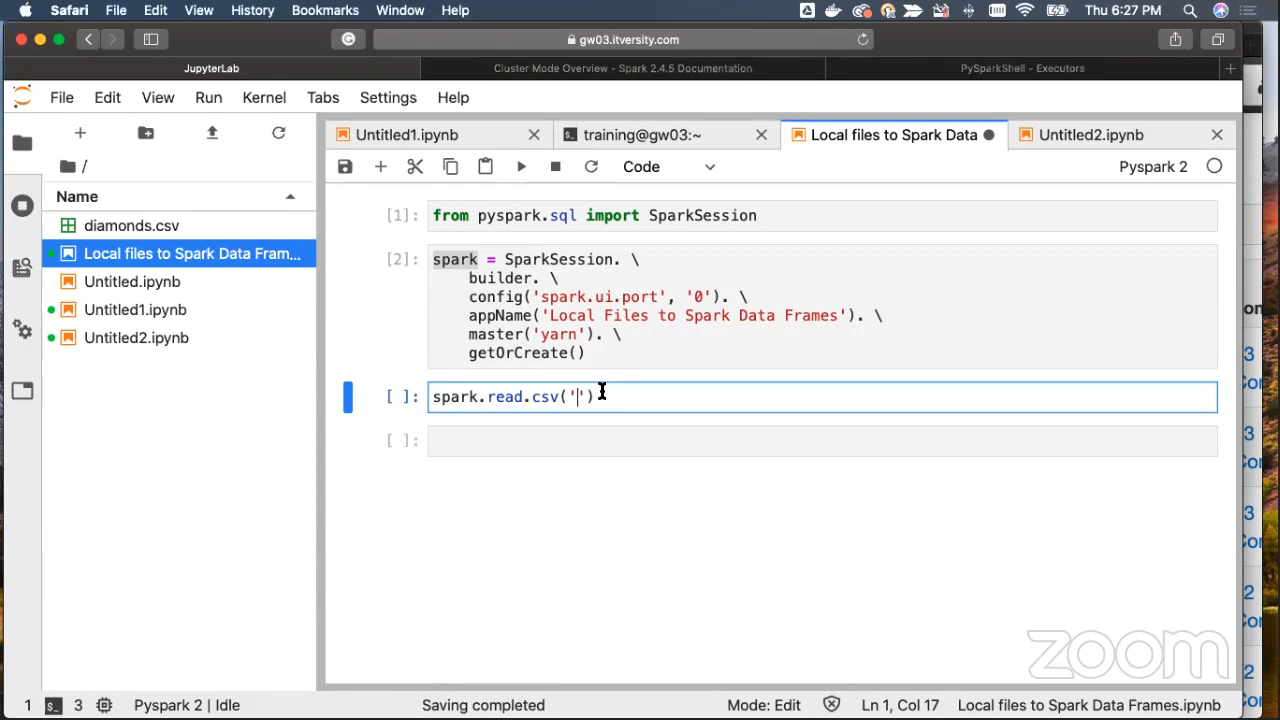 Safari File Edit View History Bookmarks Window Help Thu 6:27 PM
gw03.itversity.com
JupyterLab Cluster Mode Overview - Spark 2.4.5 Documentation PySparkShell - Executors
File Edit View Run Kernel Tabs Settings Help
Untitled1.ipynb training@gw03:~ Local files to Spark Data Untitled2.ipynb
/ Code Pyspark 2
Name
diamonds.csv
Local files to Spark Data Fram...
Untitled.ipynb
Untitled1.ipynb
Untitled2.ipynb
[1]: from pyspark.sql import SparkSession
[2]: spark = SparkSession. \
builder. \
config('spark.ui.port', '0'). \
appName('Local Files to Spark Data Frames'). \
master('yarn'). \
getOrCreate()
[ ]: spark.read.csv('')
[ ]:
zoom
1 3 Pyspark 2 | Idle Saving completed Mode: Edit Ln 1, Col 17 Local files to Spark Data Frames.ipynb